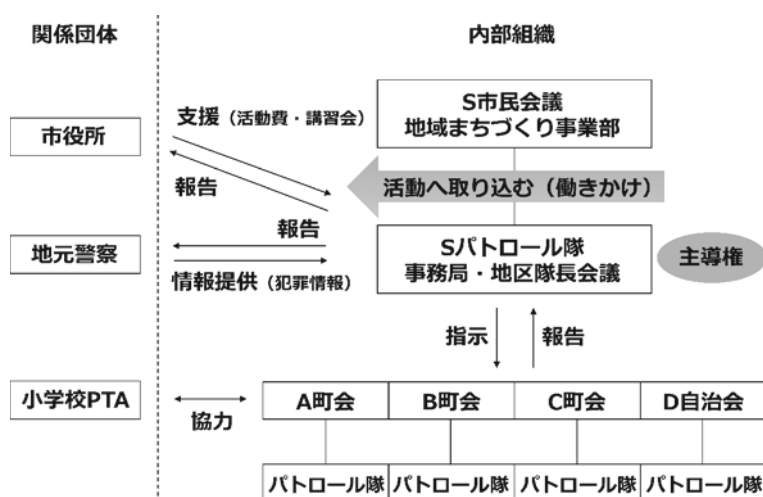 関係団体
内部組織
S市民会議
地域まちづくり事業部
支援（活動費・講習会）
市役所
報告
活動へ取り込む（働きかけ）
報告
Sパトロール隊
事務局・地区隊長会議
主導権
地元警察
情報提供（犯罪情報）
指示
報告
小学校PTA
協力
A町会
B町会
C町会
D自治会
パトロール隊
パトロール隊
パトロール隊
パトロール隊